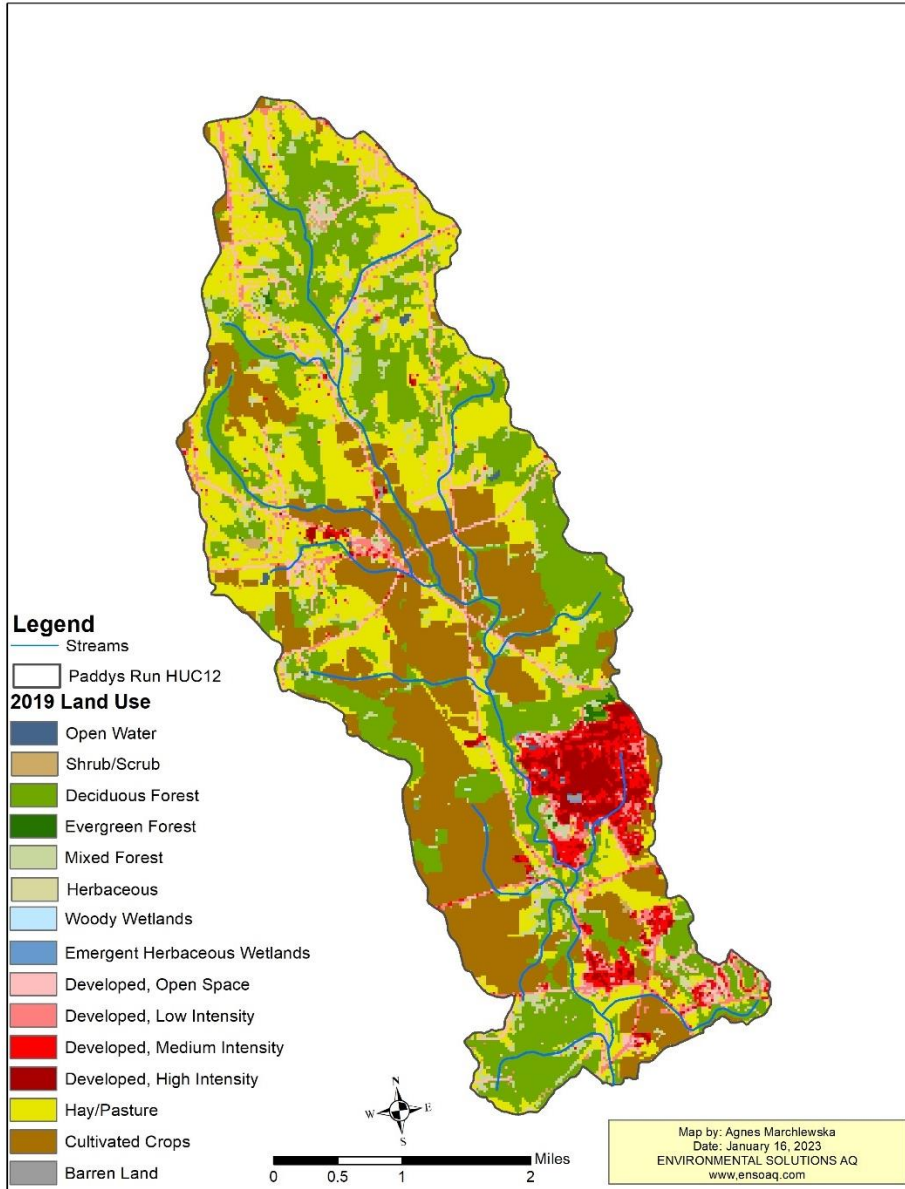 Legend
Streams
Paddys Run HUC12
2019 Land Use
Open Water
Shrub/Scrub
Deciduous Forest
Evergreen Forest
Mixed Forest
Herbaceous
Woody Wetlands
Emergent Herbaceous Wetlands
Developed, Open Space
Developed, Low Intensity
Developed, Medium Intensity
Developed, High Intensity
Hay/Pasture
Cultivated Crops
Barren Land
N
W E
S
Miles
0 0.5 1 2
Map by: Agnes Marchlewska
Date: January 16, 2023
ENVIRONMENTAL SOLUTIONS AQ
www.ensoaq.com